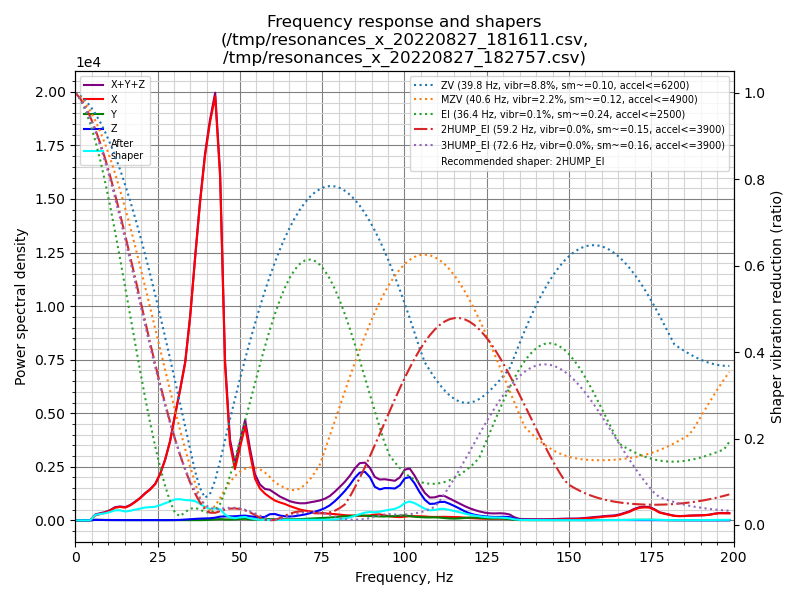 Frequency response and shapers
(/tmp/resonances_x_20220827_181611.csv,
/tmp/resonances_x_20220827_182757.csv)
1e4
X+Y+Z
X
Y
Z
After
shaper
ZV (39.8 Hz, vibr=8.8%, sm~=0.10, accel<=6200)
MZV (40.6 Hz, vibr=2.2%, sm~=0.12, accel<=4900)
EI (36.4 Hz, vibr=0.1%, sm~=0.24, accel<=2500)
2HUMP_EI (59.2 Hz, vibr=0.0%, sm~=0.15, accel<=3900)
3HUMP_EI (72.6 Hz, vibr=0.0%, sm~=0.16, accel<=3900)
Recommended shaper: 2HUMP_EI
Power spectral density
2.00
1.75
1.50
1.25
1.00
0.75
0.50
0.25
0.00
1.0
0.8
0.6
0.4
0.2
0.0
Shaper vibration reduction (ratio)
0 25 50 75 100 125 150 175 200
Frequency, Hz